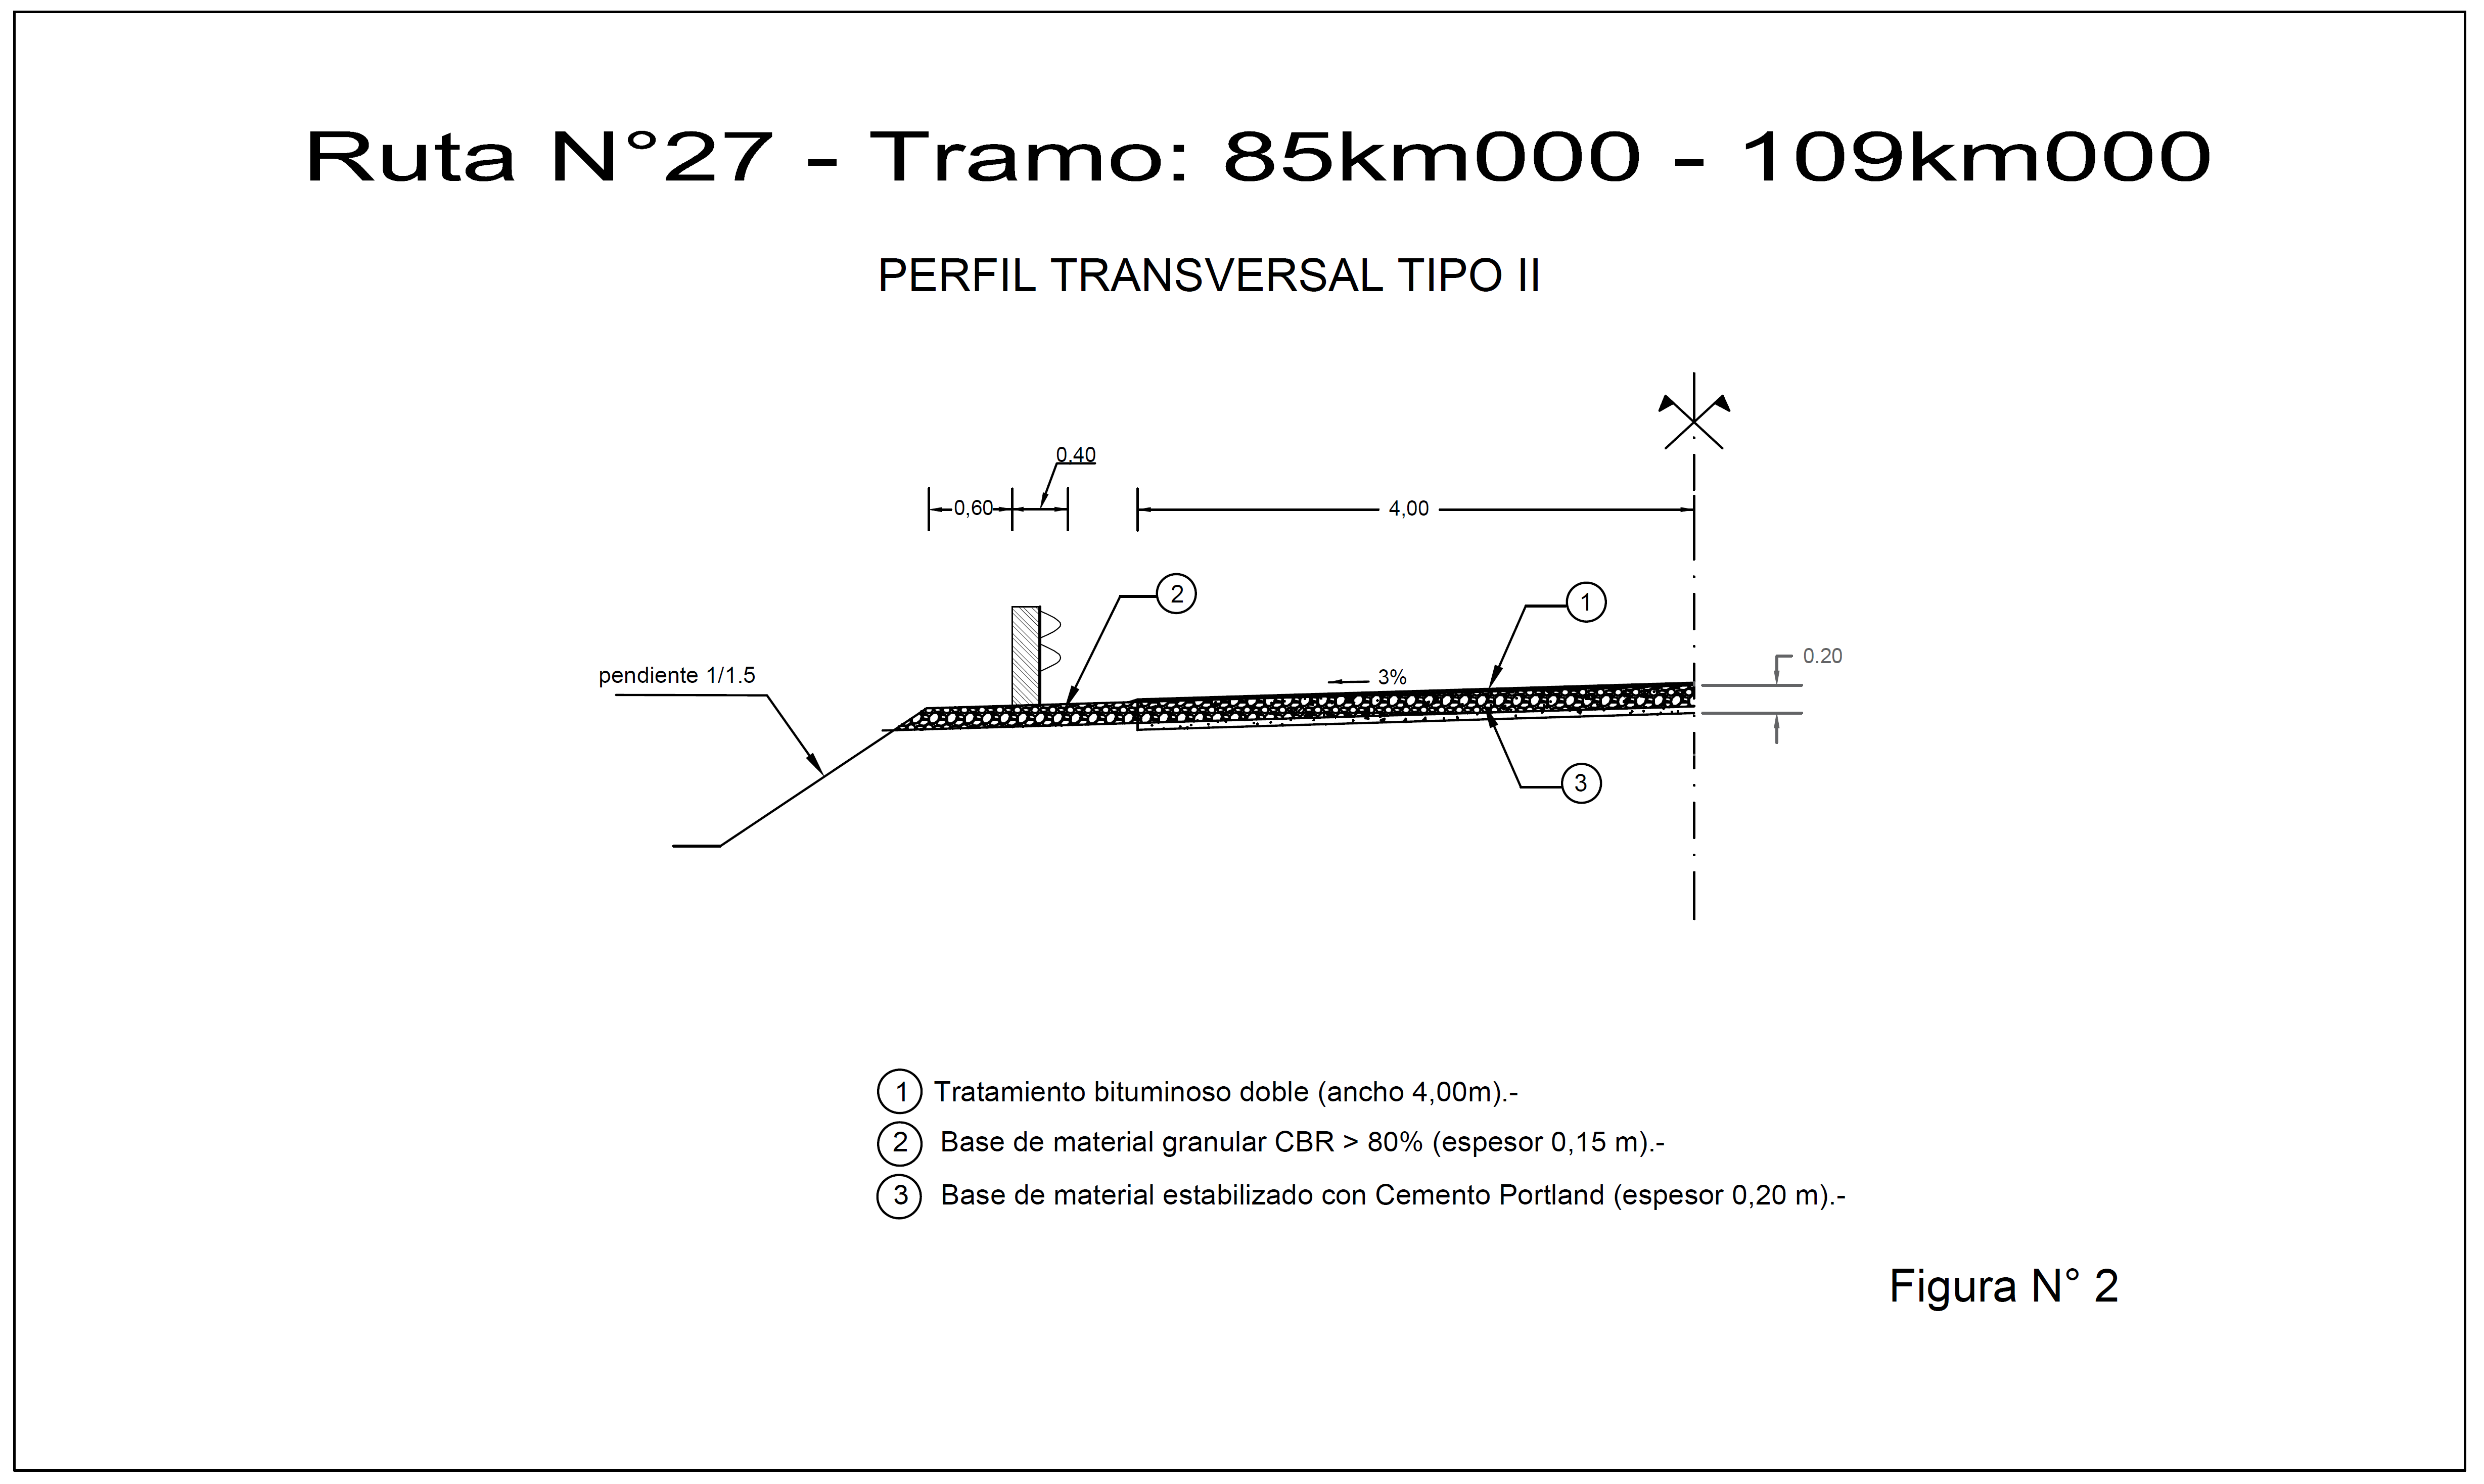 Ruta N°27 - Tramo: 85km000 - 109km000
PERFIL TRANSVERSAL TIPO II
0.40
0,60
4,00
2
1
0.20
pendiente 1/1.5
3%
3
1 Tratamiento bituminoso doble (ancho 4,00m).-
2 Base de material granular CBR > 80% (espesor 0,15 m).-
3 Base de material estabilizado con Cemento Portland (espesor 0,20 m).-
Figura N° 2